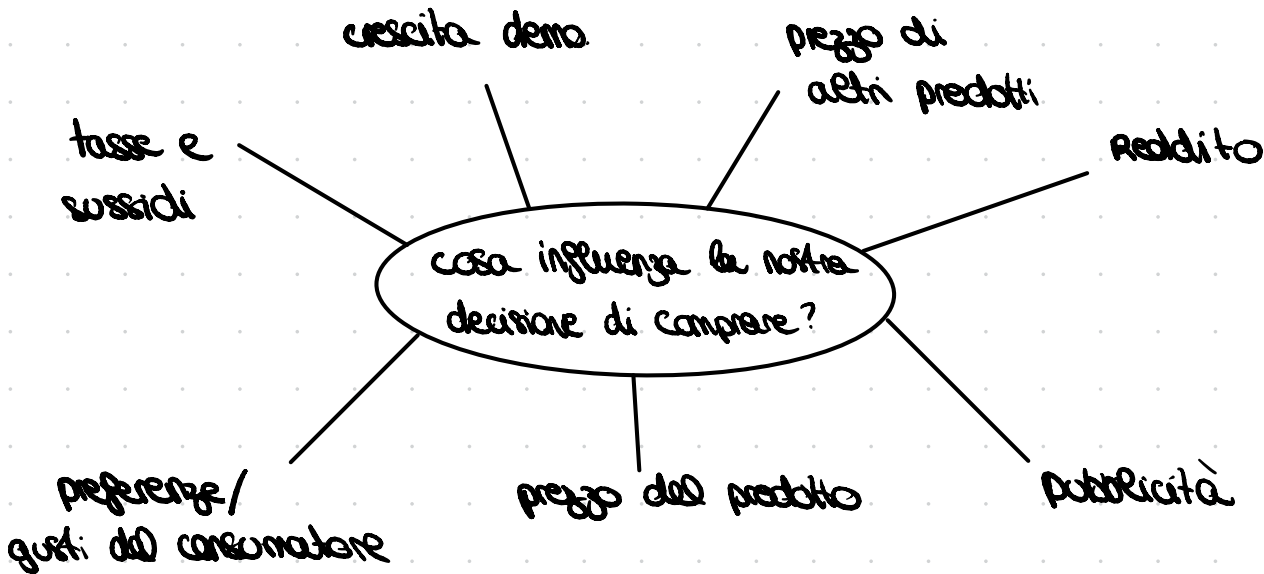 crescita demo.
prezzo di
altri prodotti
tasse e
sussidi
Reddito
cosa influenza la nostra
decisione di comprare?
preferenze/
gusti del consumatore
prezzo del prodotto
pubblicità